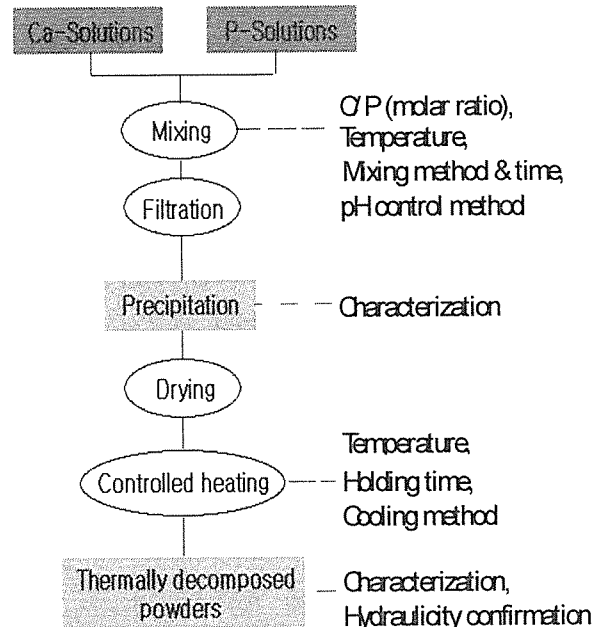 Ca-Solutions
P-Solutions
Mixing
C/P (molar ratio),
Temperature,
Mixing method & time,
pH control method
Filtration
Precipitation
Characterization
Drying
Controlled heating
Temperature,
Holding time,
Cooling method
Thermally decomposed
powders
Characterization,
Hydraulicity confirmation